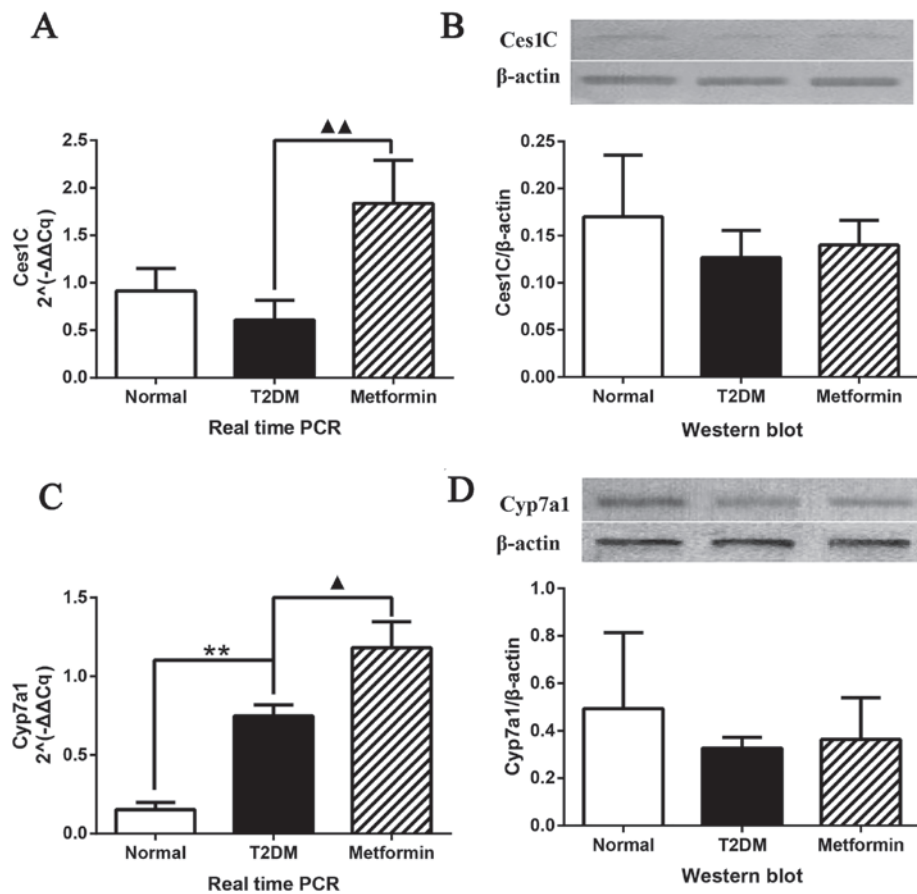 A
Ces1C
2^(-ΔΔCq)
2.5
2.0
1.5
1.0
0.5
0.0
▲▲
Normal T2DM Metformin
Real time PCR
B
Ces1C
β-actin
Ces1C/β-actin
0.25
0.20
0.15
0.10
0.05
0.00
Normal T2DM Metformin
Western blot
C
Cyp7a1
2^(-ΔΔCq)
1.5
1.0
0.5
0.0
**
▲
Normal T2DM Metformin
Real time PCR
D
Cyp7a1
β-actin
Cyp7a1/β-actin
1.0
0.8
0.6
0.4
0.2
0.0
Normal T2DM Metformin
Western blot